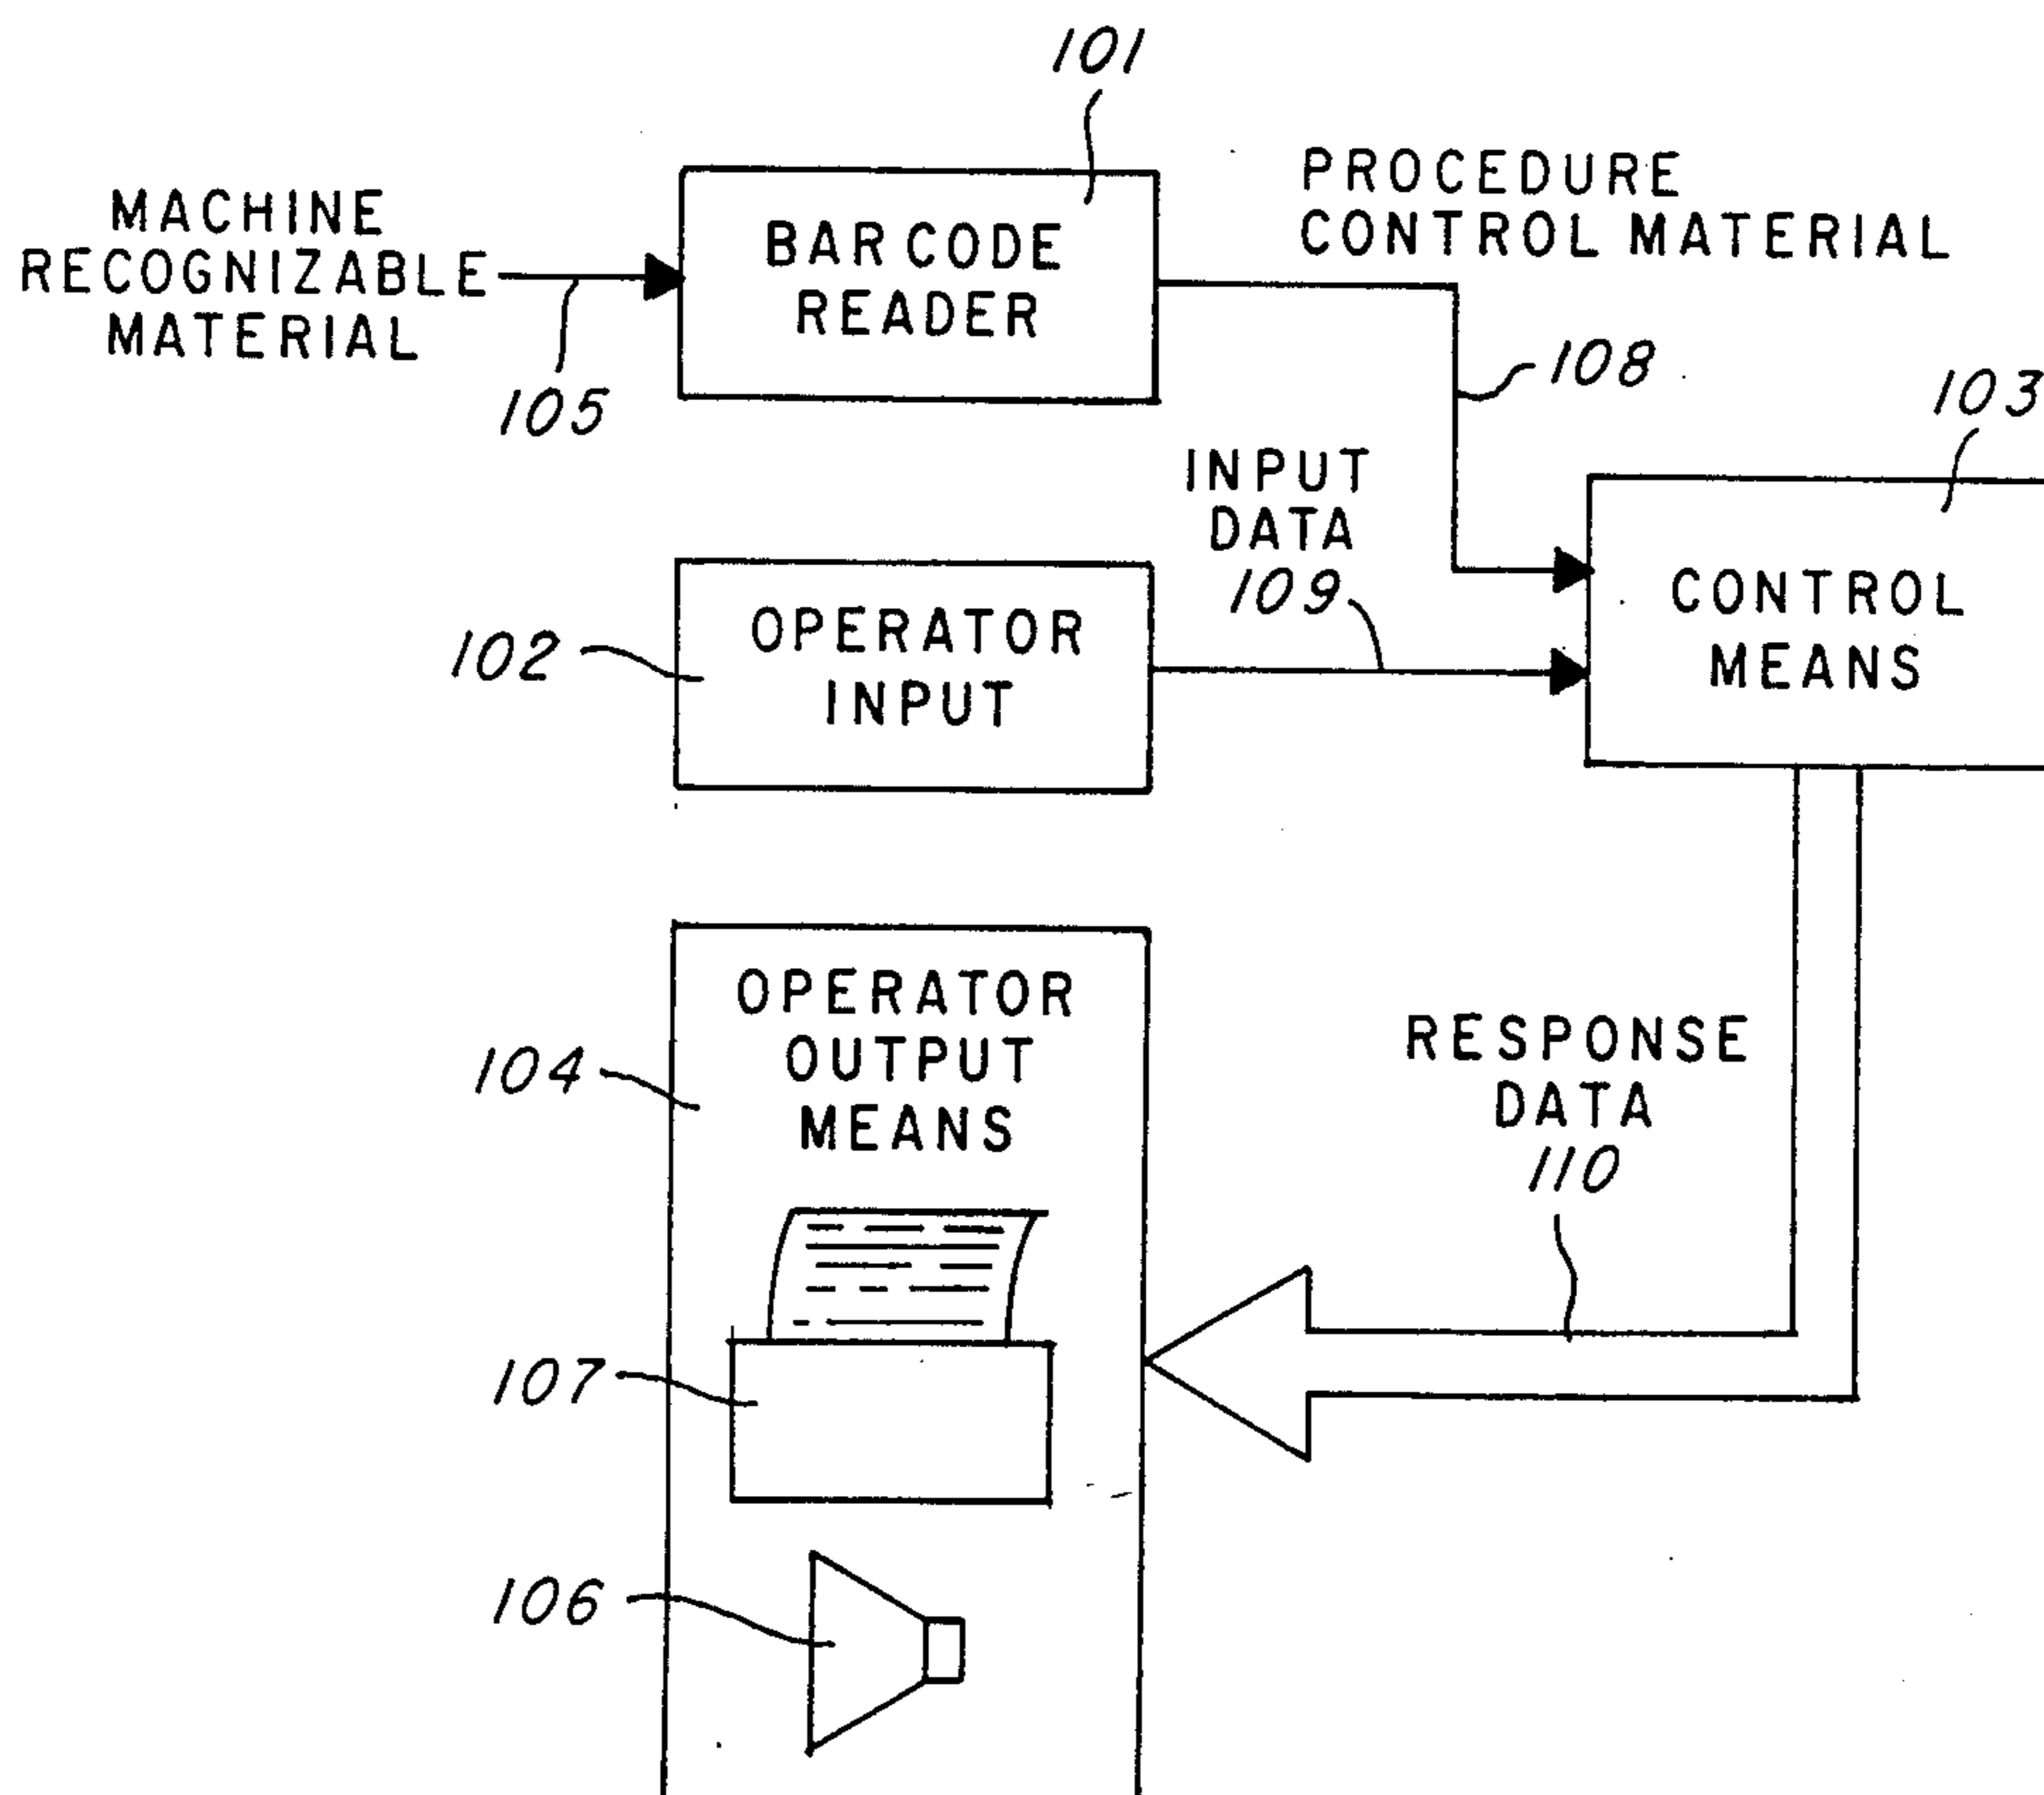 101
MACHINE
RECOGNIZABLE
MATERIAL
105
BAR CODE
READER
PROCEDURE
CONTROL MATERIAL
108
103
INPUT
DATA
109
102
OPERATOR
INPUT
CONTROL
MEANS
104
OPERATOR
OUTPUT
MEANS
RESPONSE
DATA
110
107
106